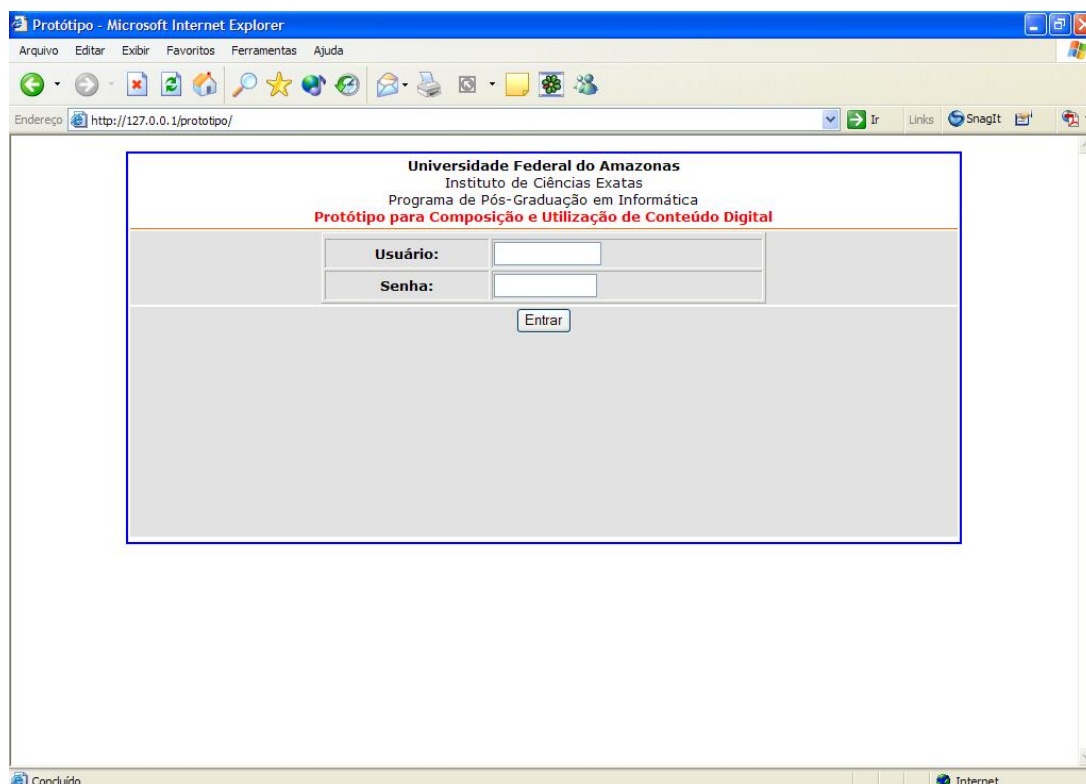 Protótipo - Microsoft Internet Explorer
Arquivo Editar Exibir Favoritos Ferramentas Ajuda
Endereço http://127.0.0.1/prototipo/ Ir Links SnagIt
Universidade Federal do Amazonas
Instituto de Ciências Exatas
Programa de Pós-Graduação em Informática
Protótipo para Composição e Utilização de Conteúdo Digital
Usuário:
Senha:
Entrar
Concluído Internet